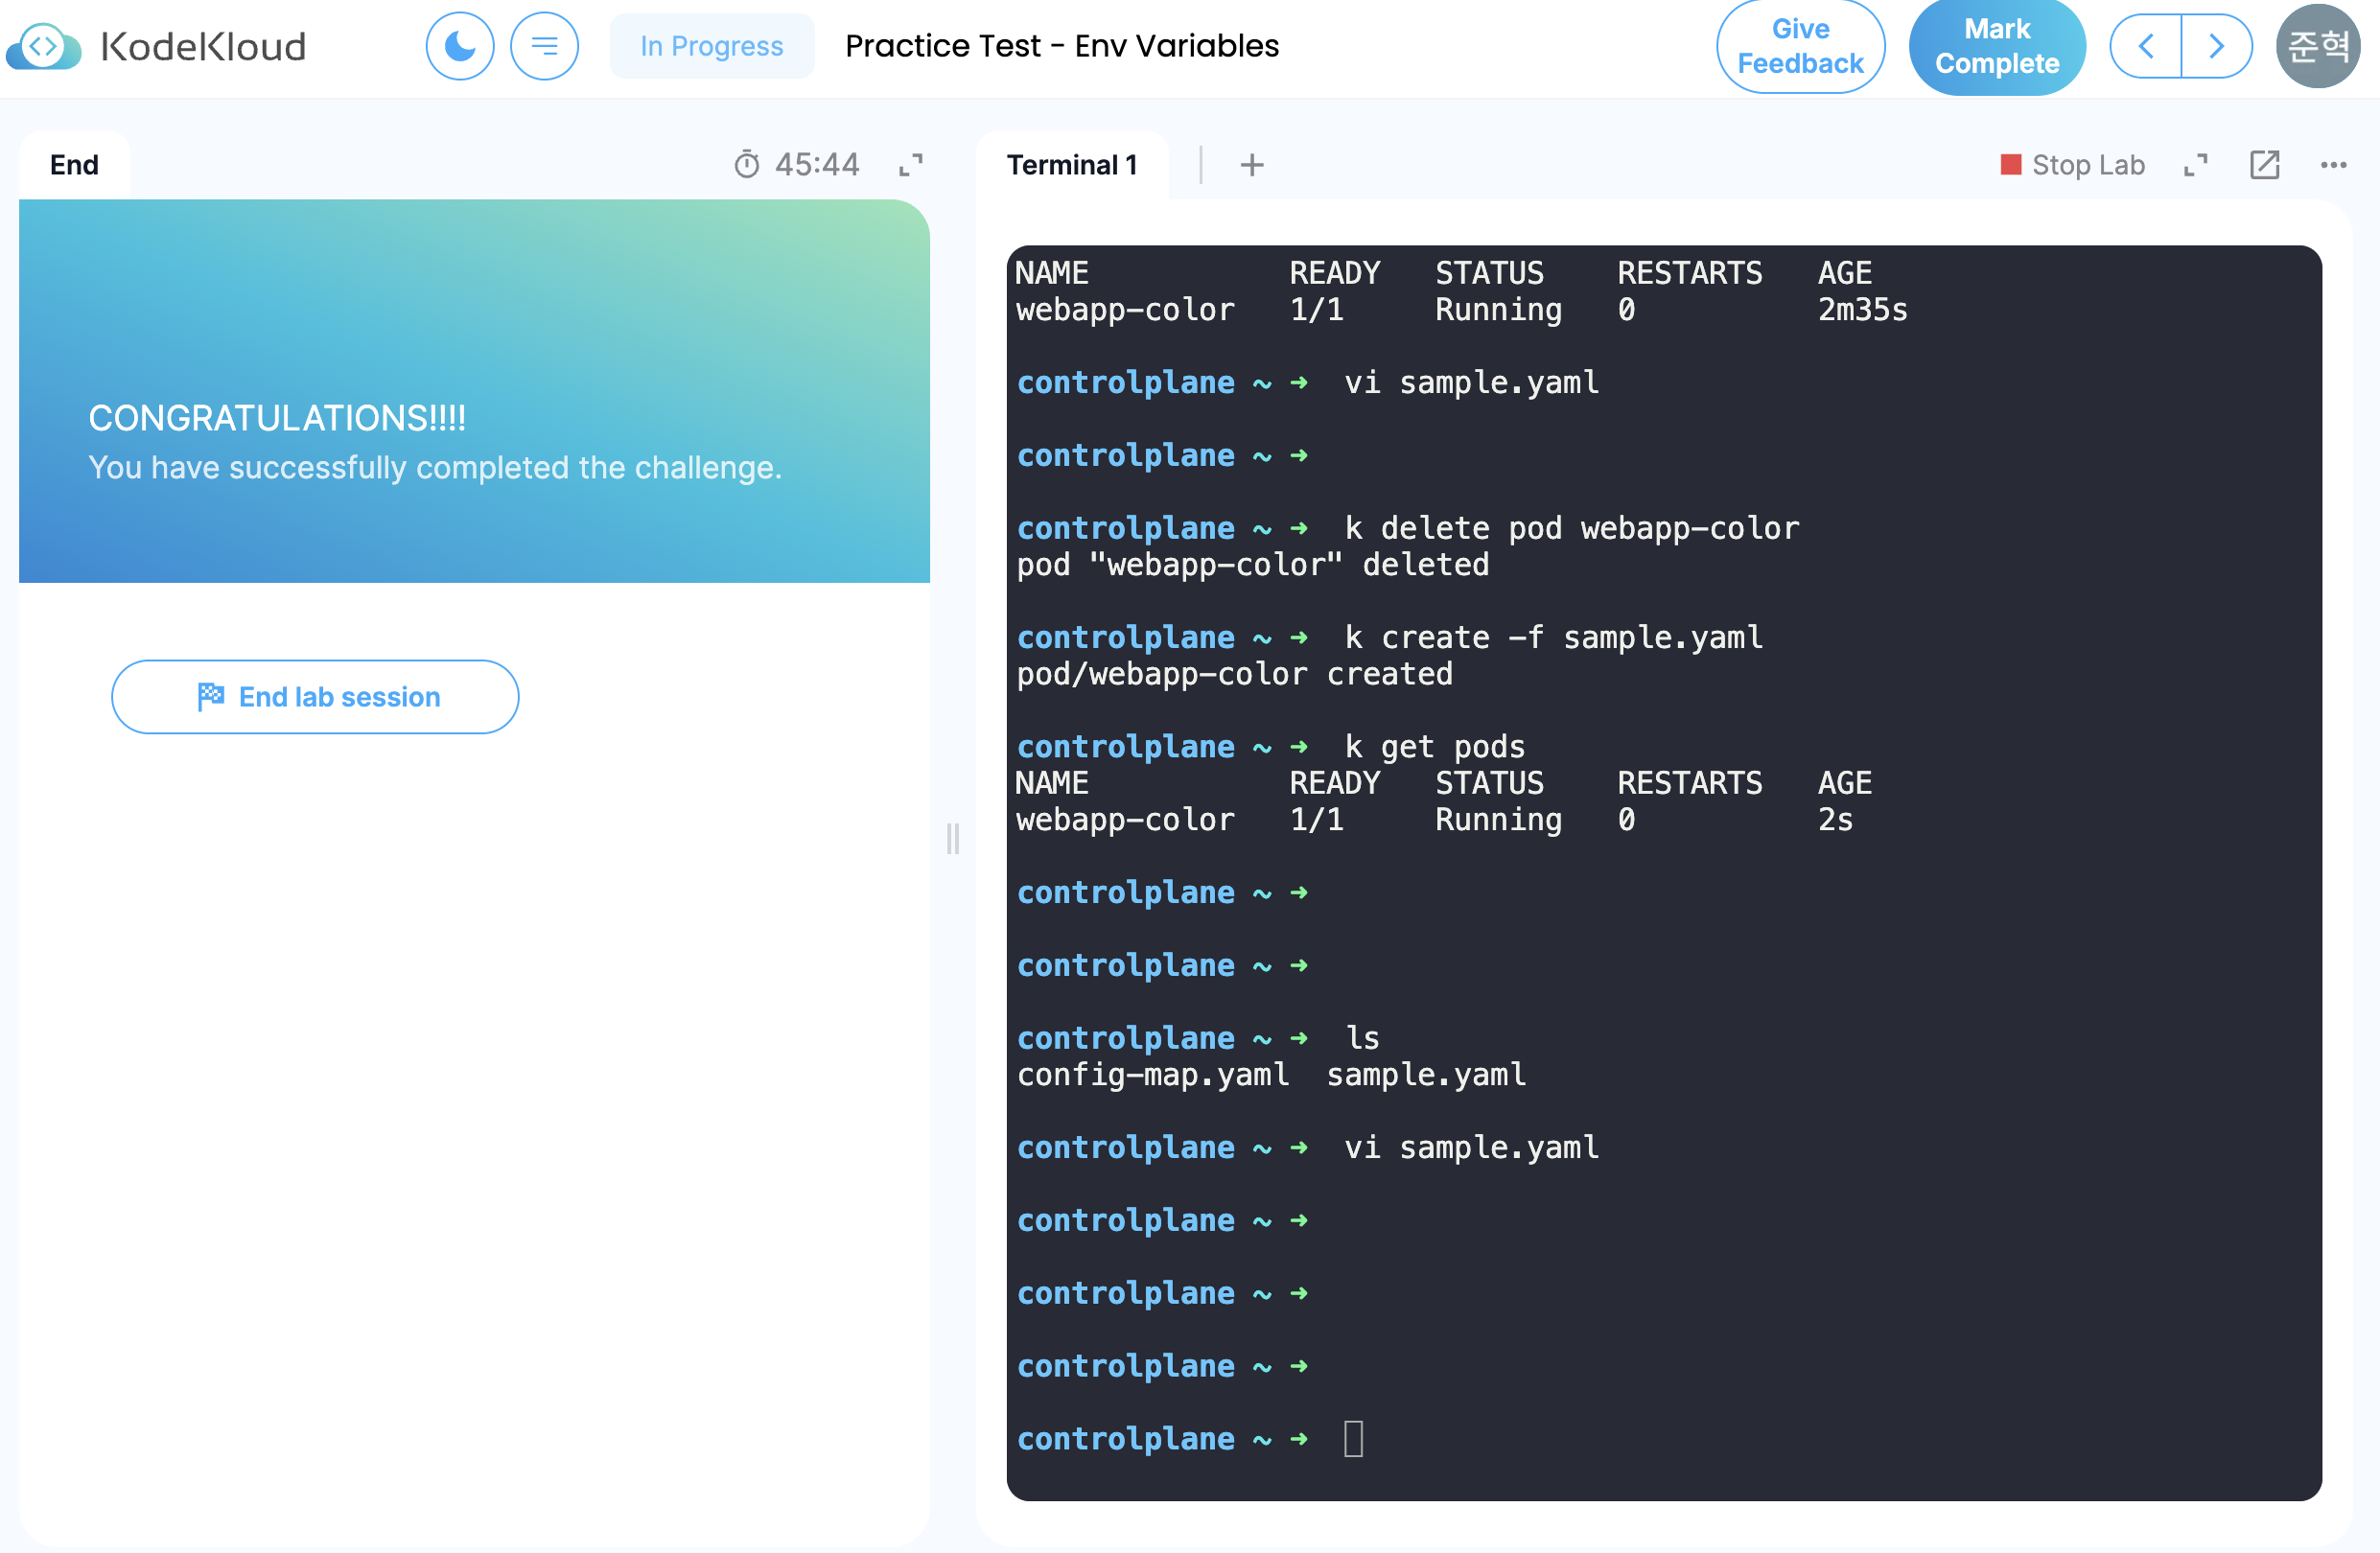 KodeKloud
In Progress
Practice Test - Env Variables
Give
Feedback
Mark
Complete
준혁
End
45:44
CONGRATULATIONS!!!!
You have successfully completed the challenge.
End lab session
Terminal 1
+
Stop Lab
NAME READY STATUS RESTARTS AGE
webapp-color 1/1 Running 0 2m35s
controlplane ~ ➜ vi sample.yaml
controlplane ~ ➜
controlplane ~ ➜ k delete pod webapp-color
pod "webapp-color" deleted
controlplane ~ ➜ k create -f sample.yaml
pod/webapp-color created
controlplane ~ ➜ k get pods
NAME READY STATUS RESTARTS AGE
webapp-color 1/1 Running 0 2s
controlplane ~ ➜
controlplane ~ ➜
controlplane ~ ➜ ls
config-map.yaml sample.yaml
controlplane ~ ➜ vi sample.yaml
controlplane ~ ➜
controlplane ~ ➜
controlplane ~ ➜
controlplane ~ ➜